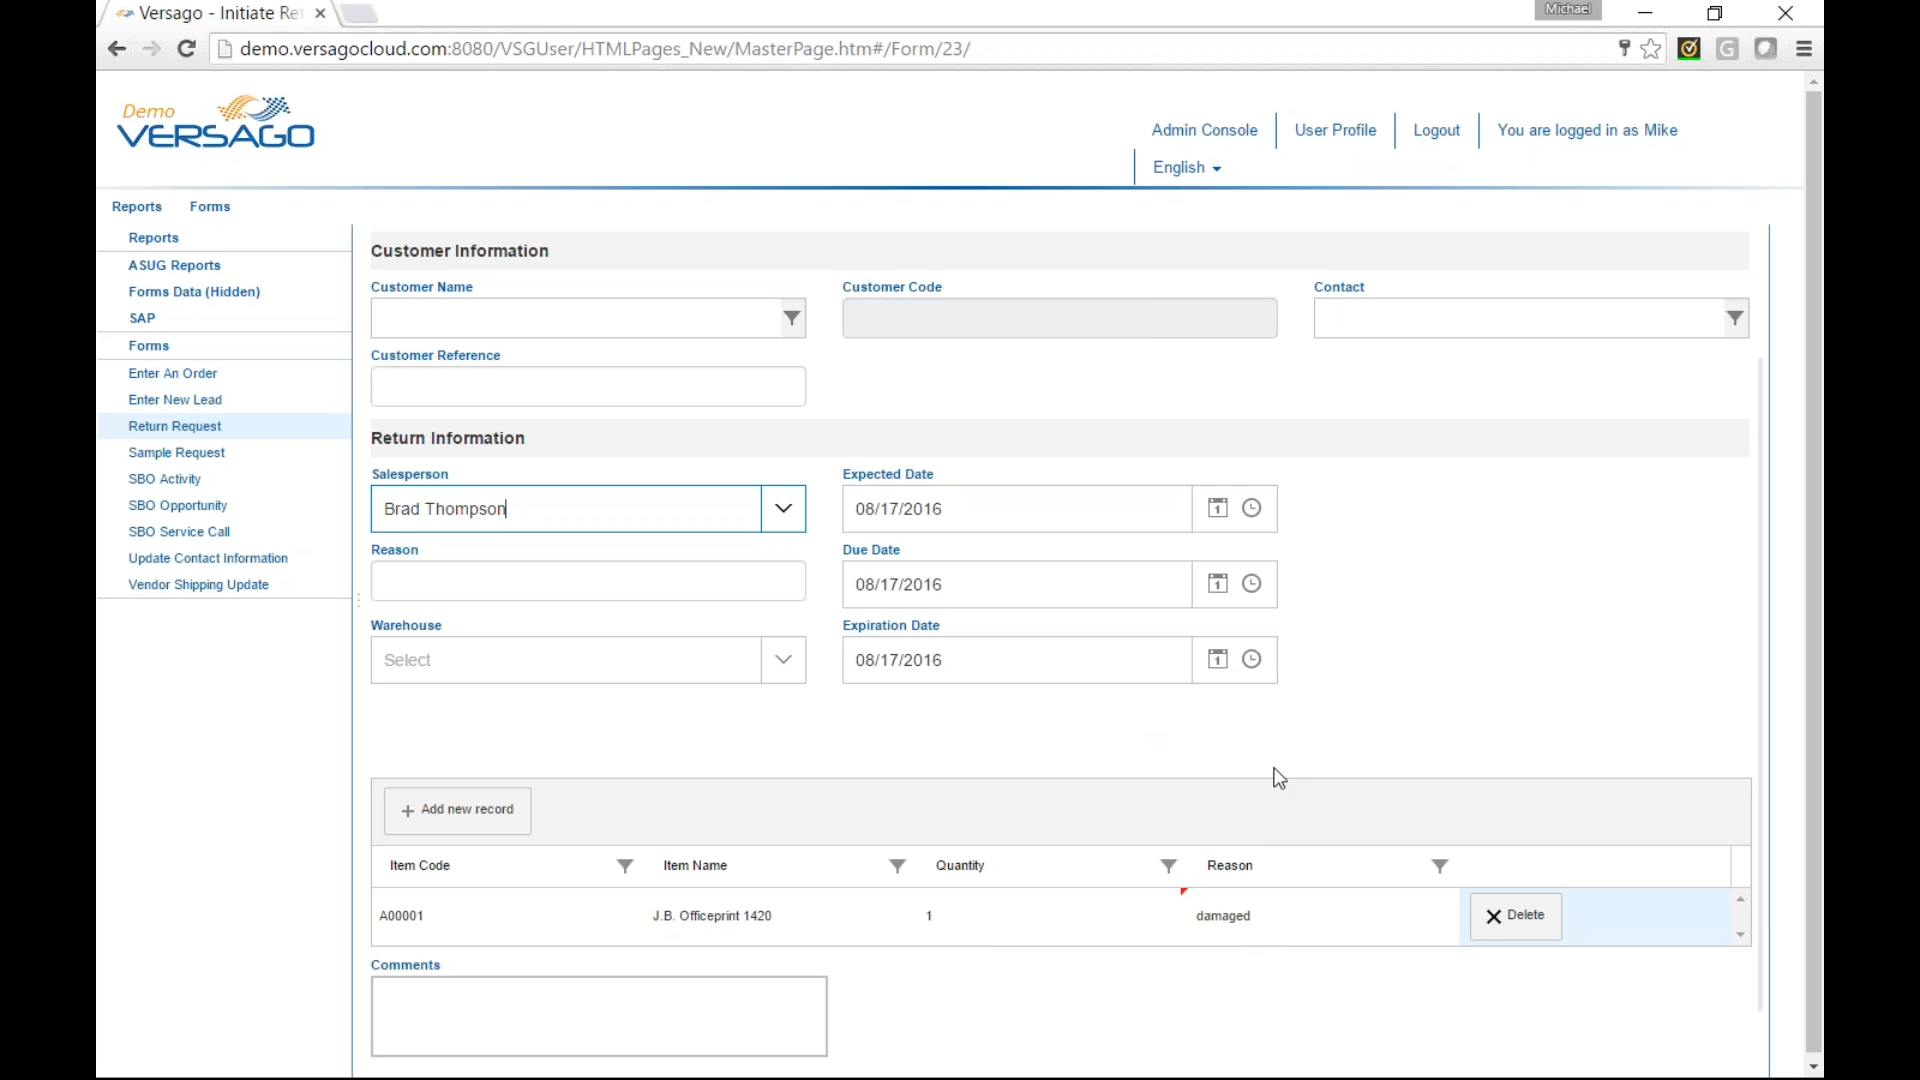 Versago - Initiate Ret
Michael
demo.versagocloud.com:8080/VSGUser/HTMLPages_New/MasterPage.htm#/Form/23/
Demo
VERSAGO
Admin Console
User Profile
Logout
You are logged in as Mike
English
Reports
Forms
Reports
ASUG Reports
Forms Data (Hidden)
SAP
Forms
Enter An Order
Enter New Lead
Return Request
Sample Request
SBO Activity
SBO Opportunity
SBO Service Call
Update Contact Information
Vendor Shipping Update
Customer Information
Customer Name
Customer Code
Contact
Customer Reference
Return Information
Salesperson
Expected Date
Brad Thompson
08/17/2016
Reason
Due Date
08/17/2016
Warehouse
Expiration Date
Select
08/17/2016
+ Add new record
Item Code
Item Name
Quantity
Reason
A00001
J.B. Officeprint 1420
1
damaged
Delete
Comments